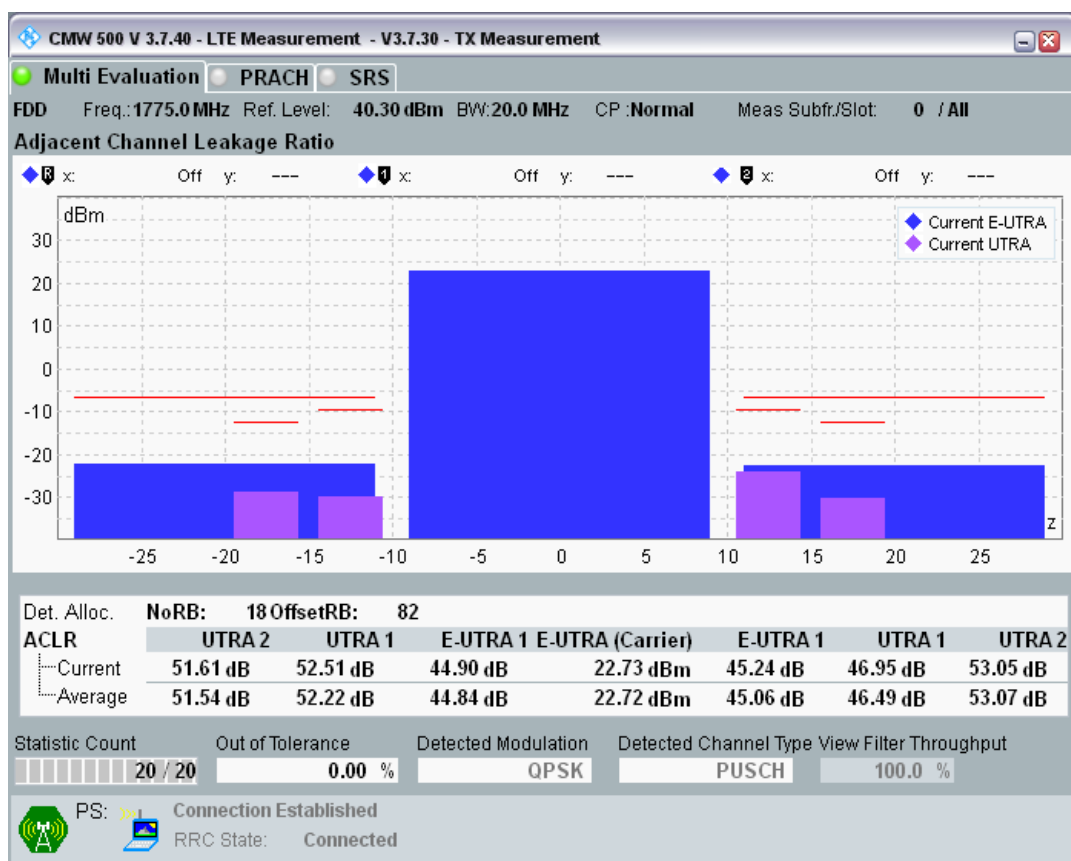 CMW 500 V 3.7.40 - LTE Measurement - V3.7.30 - TX Measurement
Multi Evaluation PRACH SRS
FDD Freq.: 1775.0 MHz Ref. Level: 40.30 dBm BW: 20.0 MHz CP : Normal Meas Subfr./Slot: 0 / All
Adjacent Channel Leakage Ratio
R x: Off y: --- 1 x: Off y: --- 2 x: Off y: ---
dBm
Current E-UTRA
Current UTRA
30
20
10
0
-10
-20
-30
z
-25 -20 -15 -10 -5 0 5 10 15 20 25
Det. Alloc. NoRB: 18 OffsetRB: 82
ACLR UTRA 2 UTRA 1 E-UTRA 1 E-UTRA (Carrier) E-UTRA 1 UTRA 1 UTRA 2
Current 51.61 dB 52.51 dB 44.90 dB 22.73 dBm 45.24 dB 46.95 dB 53.05 dB
Average 51.54 dB 52.22 dB 44.84 dB 22.72 dBm 45.06 dB 46.49 dB 53.07 dB
Statistic Count Out of Tolerance Detected Modulation Detected Channel Type View Filter Throughput
20 / 20 0.00 % QPSK PUSCH 100.0 %
PS: Connection Established
RRC State: Connected